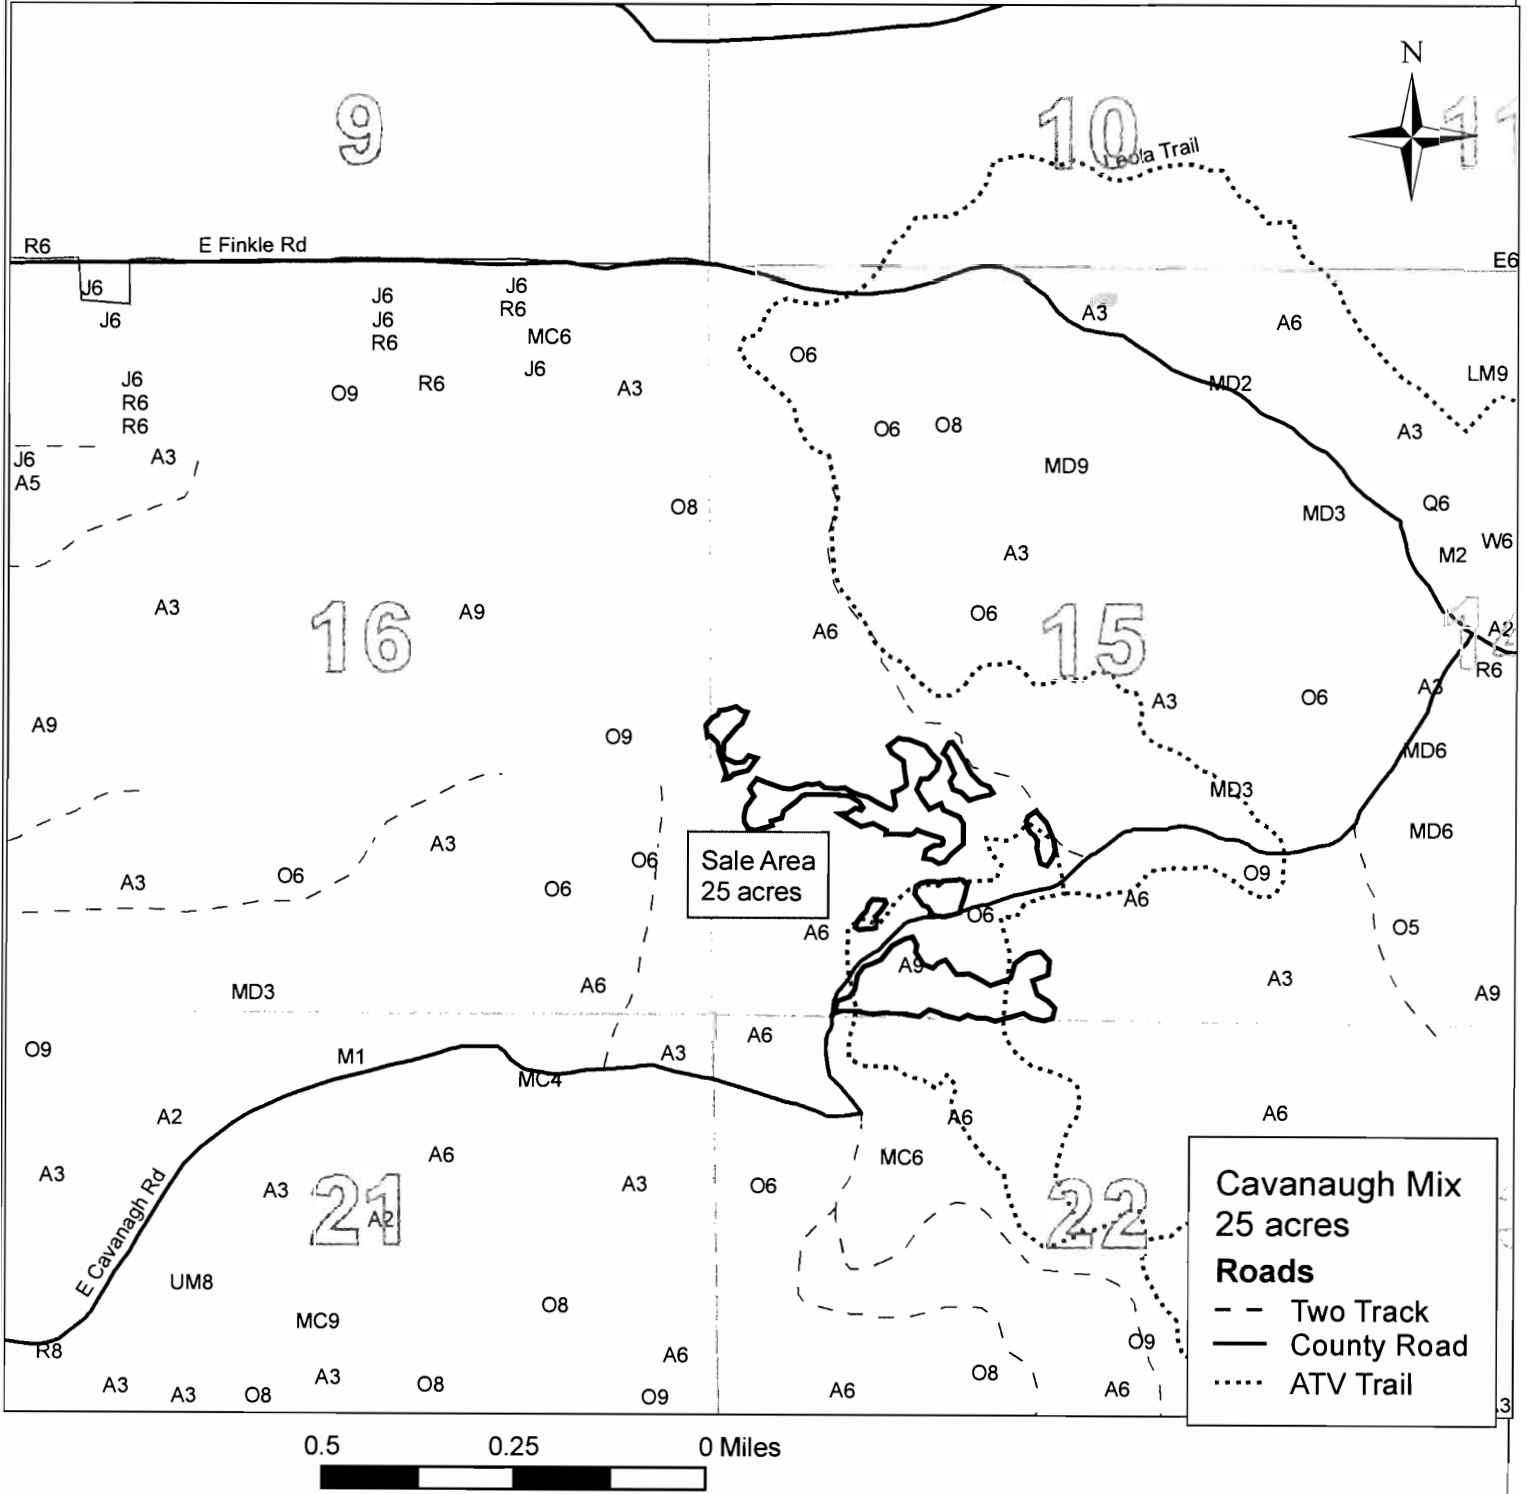 N
9
10
11
Leola Trail
R6
E Finkle Rd
E6
J6
J6
J6
J6
R6
J6
R6
MC6
J6
A3
A6
O6
MD2
LM9
J6
R6
R6
O9
R6
A3
O6
O8
A3
J6
A5
A3
MD9
O8
MD3
Q6
W6
M2
A3
A3
16
A9
A6
O6
15
A2
R6
A9
O9
A3
O6
A3
MD6
MD3
MD6
A3
O6
Sale Area
25 acres
A3
O6
O6
O9
A6
A6
O6
O5
A9
MD3
A6
A3
A9
O9
M1
MC4
A3
A6
A2
A6
A6
A6
MC6
A3
A3
21
A2
A3
O6
22
E Cavanagh Rd
UM8
MC9
O8
R8
A6
O9
A3
A3
O8
A3
O8
O9
A6
O8
A6
Cavanaugh Mix
25 acres
Roads
Two Track
County Road
ATV Trail
0.5
0.25
0 Miles